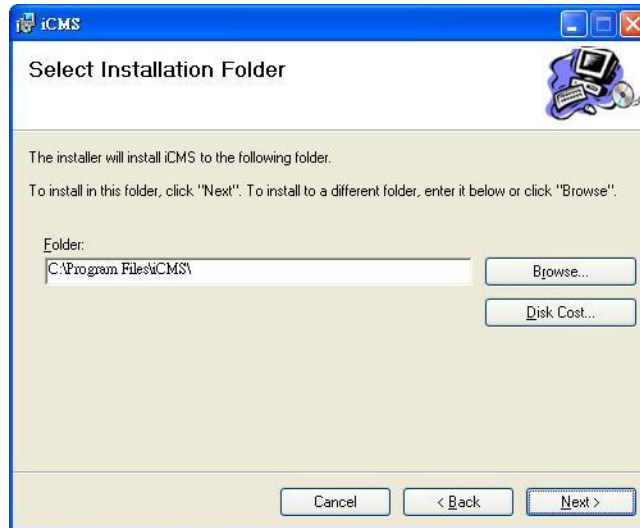 iCMS
Select Installation Folder
The installer will install iCMS to the following folder.
To install in this folder, click "Next". To install to a different folder, enter it below or click "Browse".
Folder:
C:\Program Files\iCMS\
Browse...
Disk Cost...
Cancel
< Back
Next >